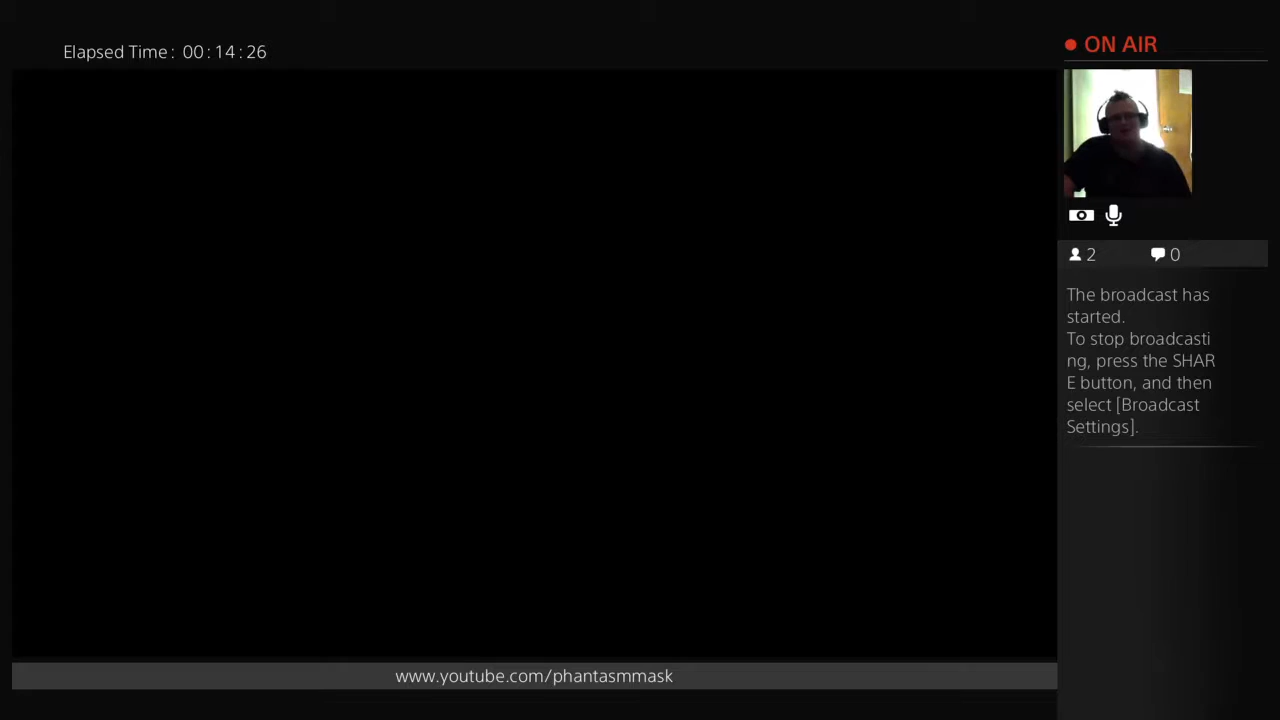 Elapsed Time: 00:14:26
ON AIR
2
0
The broadcast has
started.
To stop broadcasti
ng, press the SHAR
E button, and then
select [Broadcast
Settings].
www.youtube.com/phantasmmask